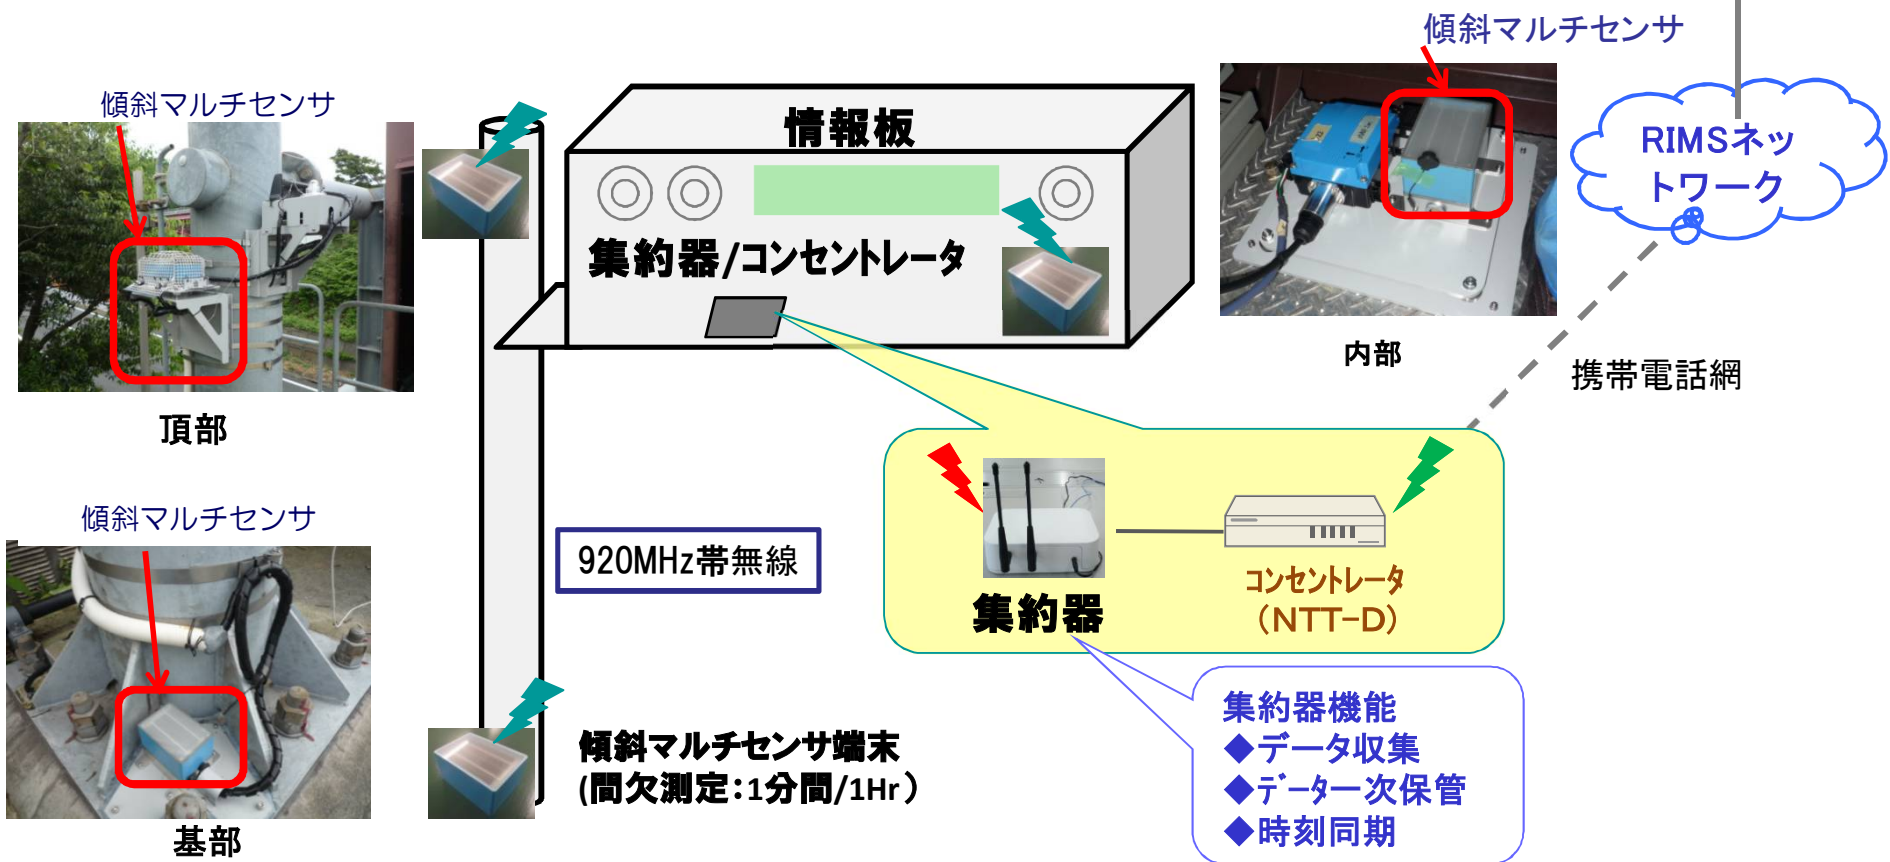 傾斜マルチセンサ
傾斜マルチセンサ
情報板
RIMSネッ
トワーク
集約器/コンセントレータ
内部
携帯電話網
頂部
傾斜マルチセンサ
920MHz帯無線
集約器
コンセントレータ
(NTT-D)
傾斜マルチセンサ端末
(間欠測定：1分間/1Hr)
集約器機能
◆データ収集
◆データ一次保管
◆時刻同期
基部